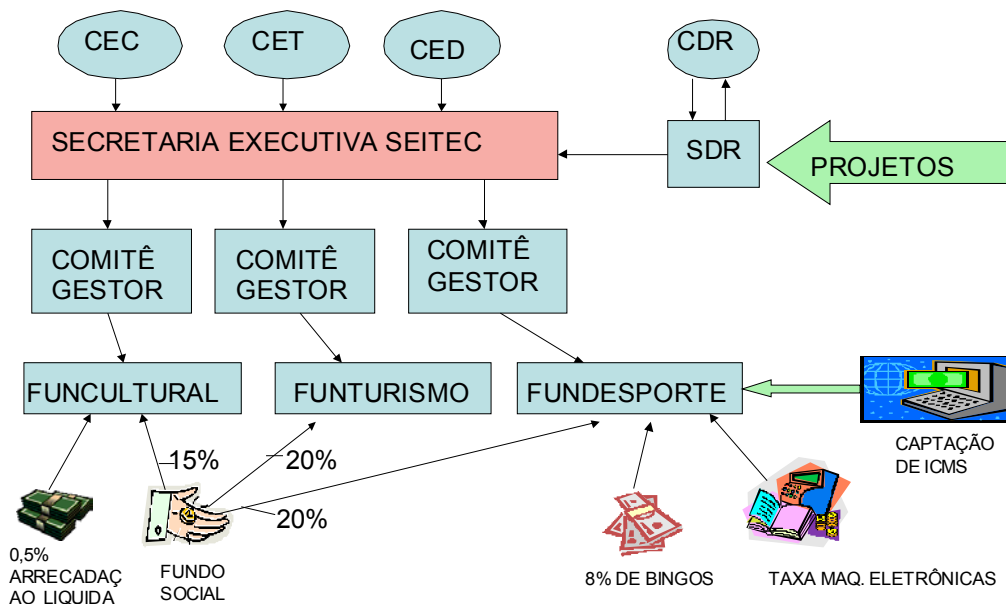 CEC
CET
CED
CDR
SECRETARIA EXECUTIVA SEITEC
SDR
PROJETOS
COMITÊ
GESTOR
COMITÊ
GESTOR
COMITÊ
GESTOR
FUNCULTURAL
FUNTURISMO
FUNDESPORTE
CAPTAÇÃO
DE ICMS
15%
20%
20%
0,5%
ARRECADAÇ
AO LIQUIDA
FUNDO
SOCIAL
8% DE BINGOS
TAXA MAQ. ELETRÔNICAS